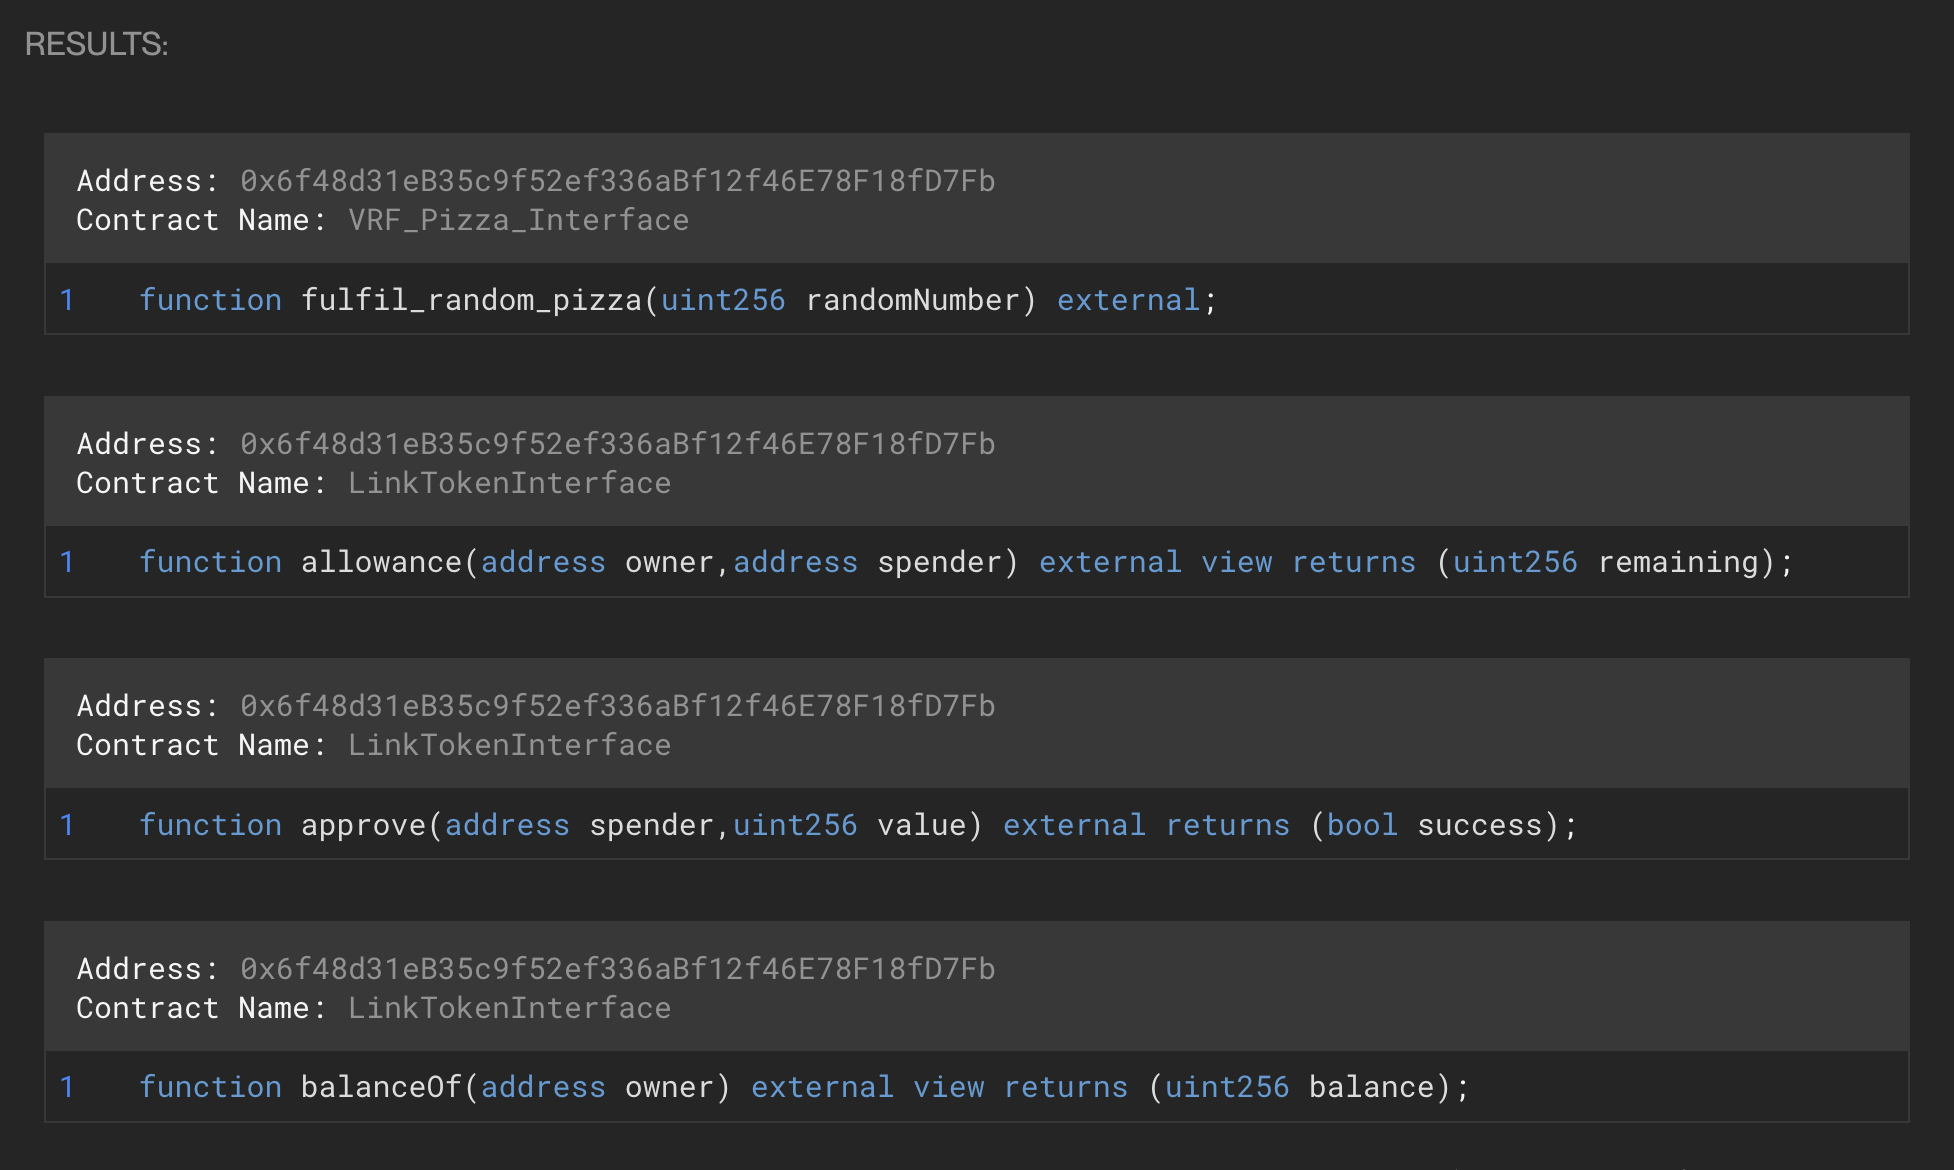 RESULTS:
Address: 0x6f48d31eB35c9f52ef336aBf12f46E78F18fD7Fb
Contract Name: VRF_Pizza_Interface
1 function fulfil_random_pizza(uint256 randomNumber) external;
Address: 0x6f48d31eB35c9f52ef336aBf12f46E78F18fD7Fb
Contract Name: LinkTokenInterface
1 function allowance(address owner,address spender) external view returns (uint256 remaining);
Address: 0x6f48d31eB35c9f52ef336aBf12f46E78F18fD7Fb
Contract Name: LinkTokenInterface
1 function approve(address spender,uint256 value) external returns (bool success);
Address: 0x6f48d31eB35c9f52ef336aBf12f46E78F18fD7Fb
Contract Name: LinkTokenInterface
1 function balanceOf(address owner) external view returns (uint256 balance);